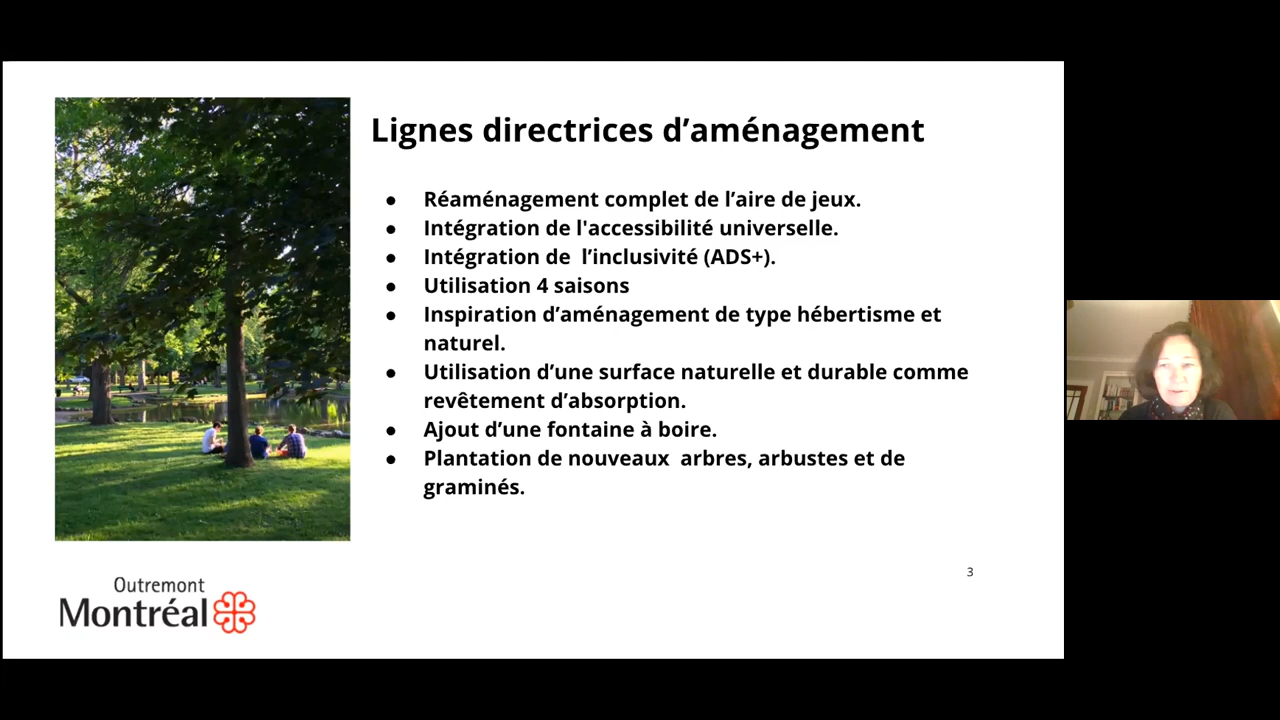 Lignes directrices d’aménagement
● Réaménagement complet de l’aire de jeux.
● Intégration de l'accessibilité universelle.
● Intégration de  l’inclusivité (ADS+).
● Utilisation 4 saisons
● Inspiration d’aménagement de type hébertisme et
naturel.
● Utilisation d’une surface naturelle et durable comme
revêtement d’absorption.
● Ajout d’une fontaine à boire.
● Plantation de nouveaux  arbres, arbustes et de
graminés.
3
Outremont
Montréal